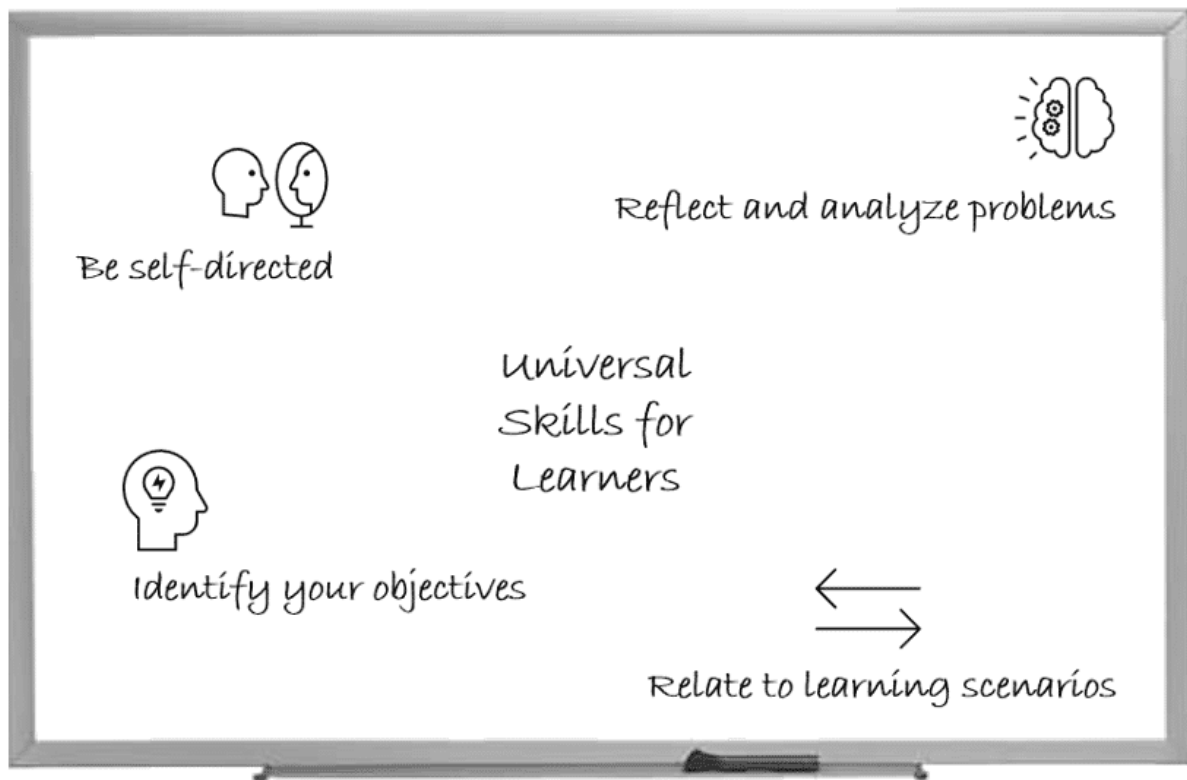 Reflect and analyze problems
Be self-directed
Universal
Skills for
Learners
Identify your objectives
Relate to learning scenarios